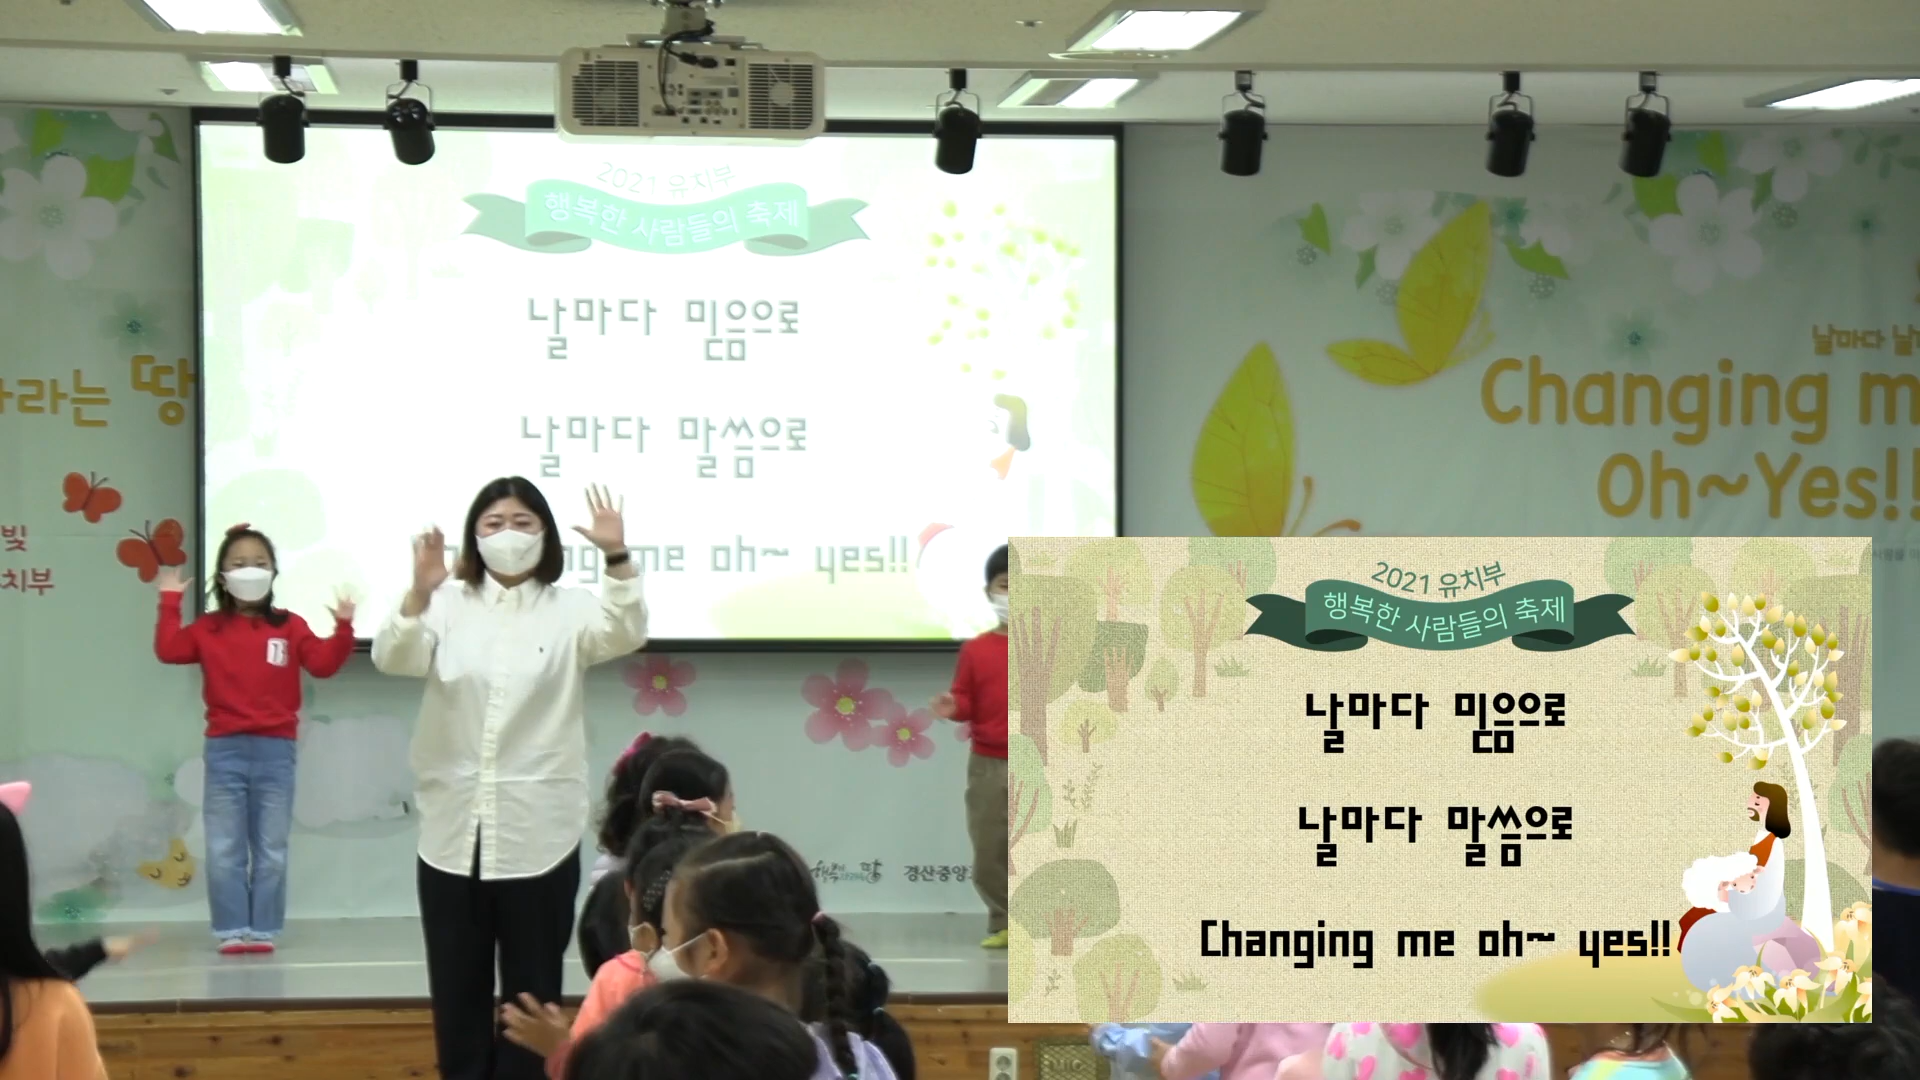 2021 유치부
행복한 사람들의 축제
날마다 믿음으로
날마다 말씀으로
me oh~ yes!!
라는 땅
빛
치부
날마다
Changing m
Oh~Yes!!
경산중앙
2021 유치부
행복한 사람들의 축제
날마다 믿음으로
날마다 말씀으로
Changing me oh~ yes!!